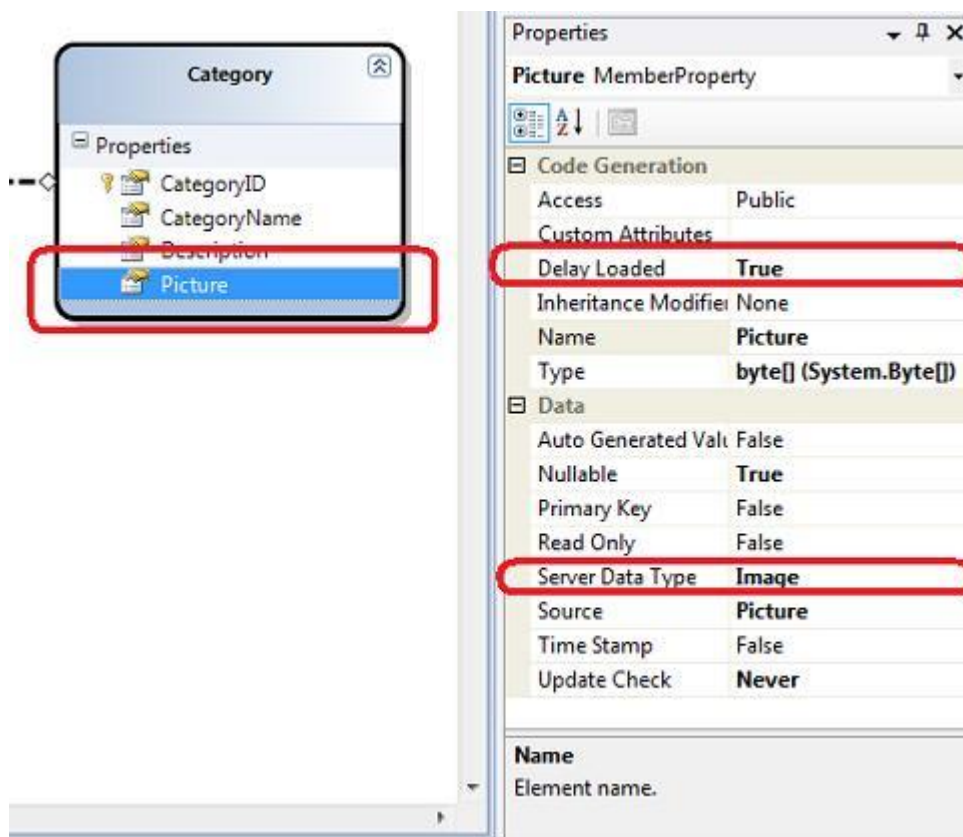 Category
Properties
CategoryID
CategoryName
Description
Picture
Properties
Picture MemberProperty
Code Generation
Access Public
Custom Attributes
Delay Loaded True
Inheritance Modifier None
Name Picture
Type byte[] (System.Byte[])
Data
Auto Generated Valu False
Nullable True
Primary Key False
Read Only False
Server Data Type Image
Source Picture
Time Stamp False
Update Check Never
Name
Element name.